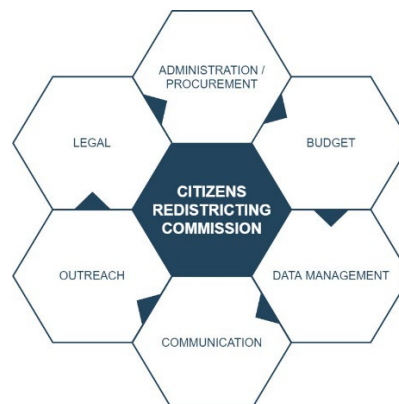 ADMINISTRATION /
PROCUREMENT
LEGAL
BUDGET
CITIZENS
REDISTRICTING
COMMISSION
OUTREACH
DATA MANAGEMENT
COMMUNICATION